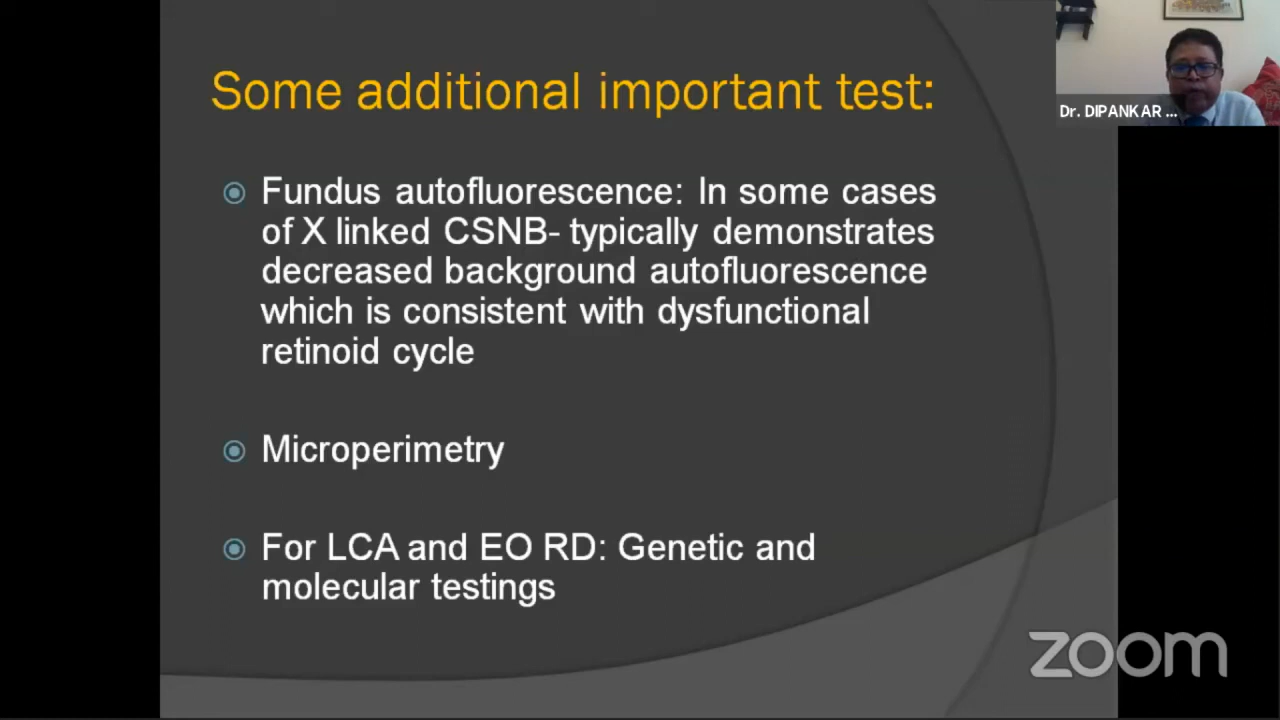 Some additional important test:
Dr. DIPANKAR ...
Fundus autofluorescence: In some cases
of X linked CSNB- typically demonstrates
decreased background autofluorescence
which is consistent with dysfunctional
retinoid cycle
Microperimetry
For LCA and EO RD: Genetic and
molecular testings
zoom